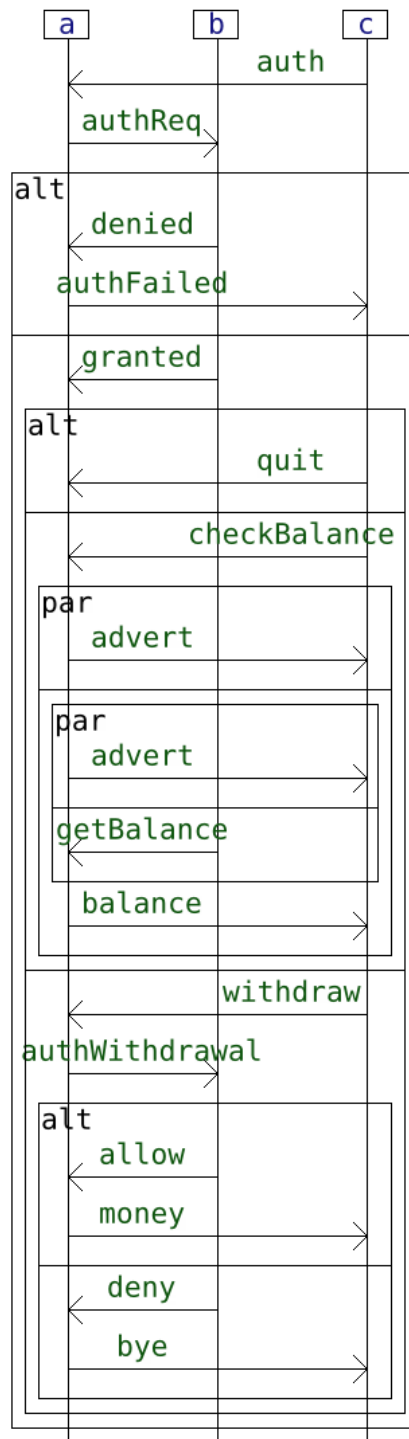 a b c
auth
authReq
alt
denied
authFailed
granted
alt
quit
checkBalance
par
advert
par
advert
getBalance
balance
withdraw
authWithdrawal
alt
allow
money
deny
bye